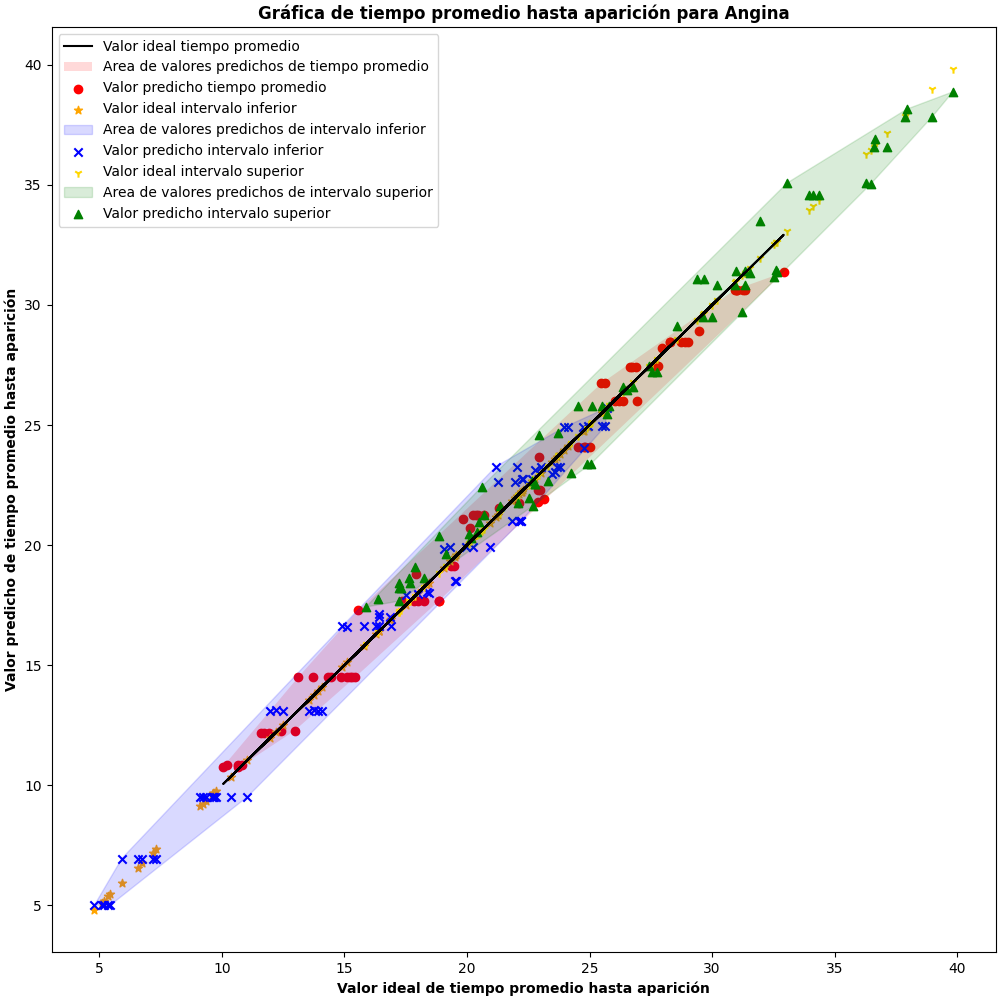 Gráfica de tiempo promedio hasta aparición para Angina
Valor ideal tiempo promedio
Area de valores predichos de tiempo promedio
Valor predicho tiempo promedio
Valor ideal intervalo inferior
Area de valores predichos de intervalo inferior
Valor predicho intervalo inferior
Valor ideal intervalo superior
Area de valores predichos de intervalo superior
Valor predicho intervalo superior
Valor predicho de tiempo promedio hasta aparición
40
35
30
25
20
15
10
5
5 10 15 20 25 30 35 40
Valor ideal de tiempo promedio hasta aparición